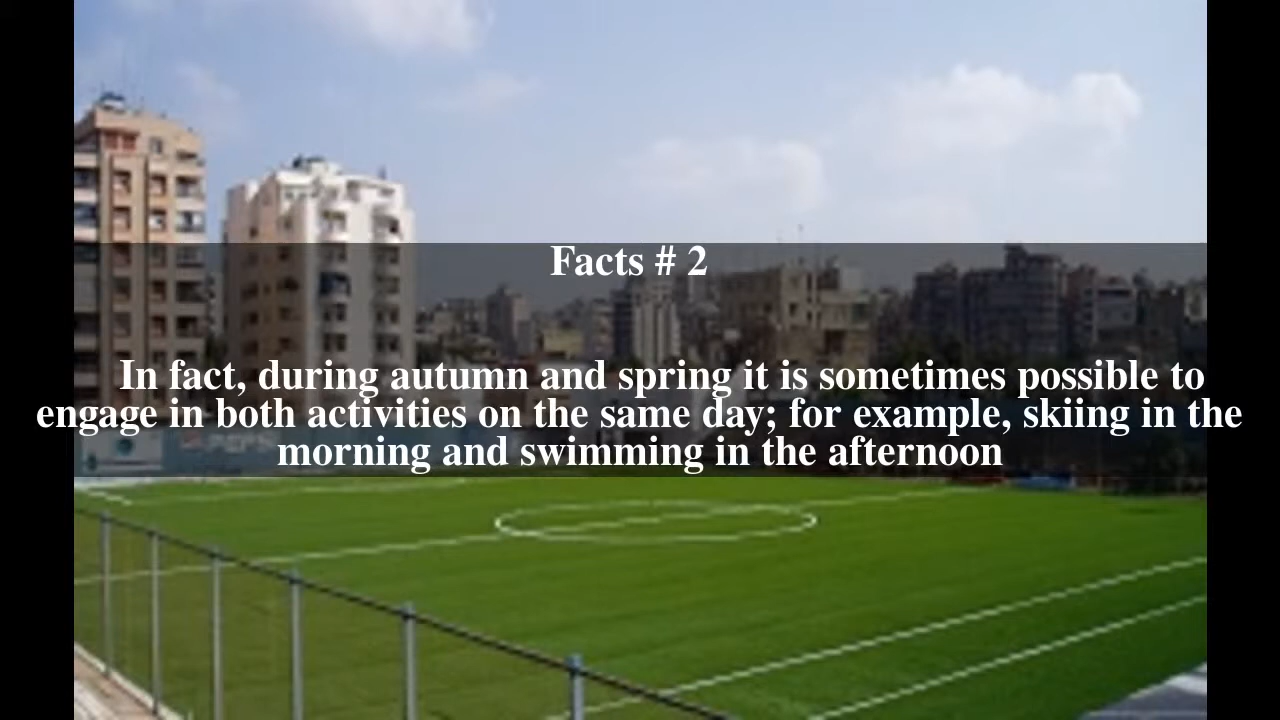 Facts # 2
In fact, during autumn and spring it is sometimes possible to
engage in both activities on the same day; for example, skiing in the
morning and swimming in the afternoon